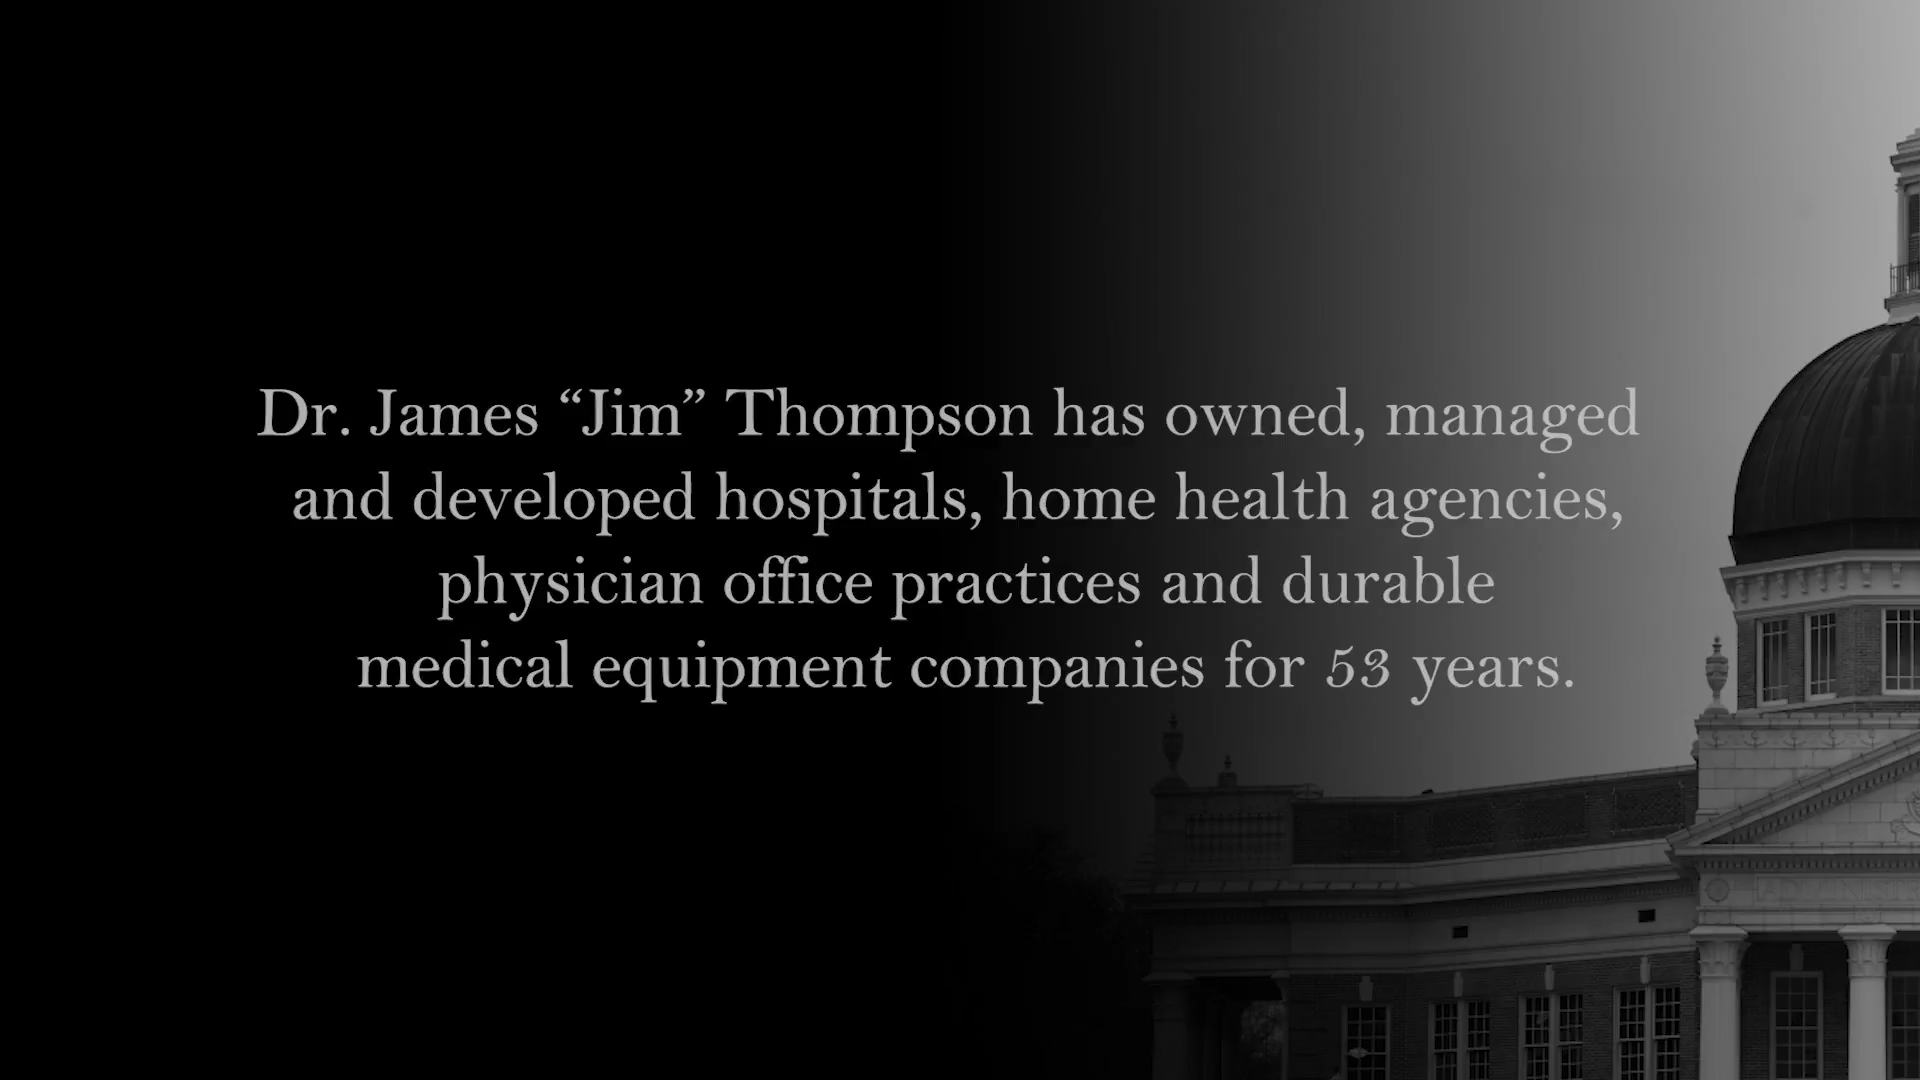 Dr. James “Jim” Thompson has owned, managed
and developed hospitals, home health agencies,
physician office practices and durable
medical equipment companies for 53 years.